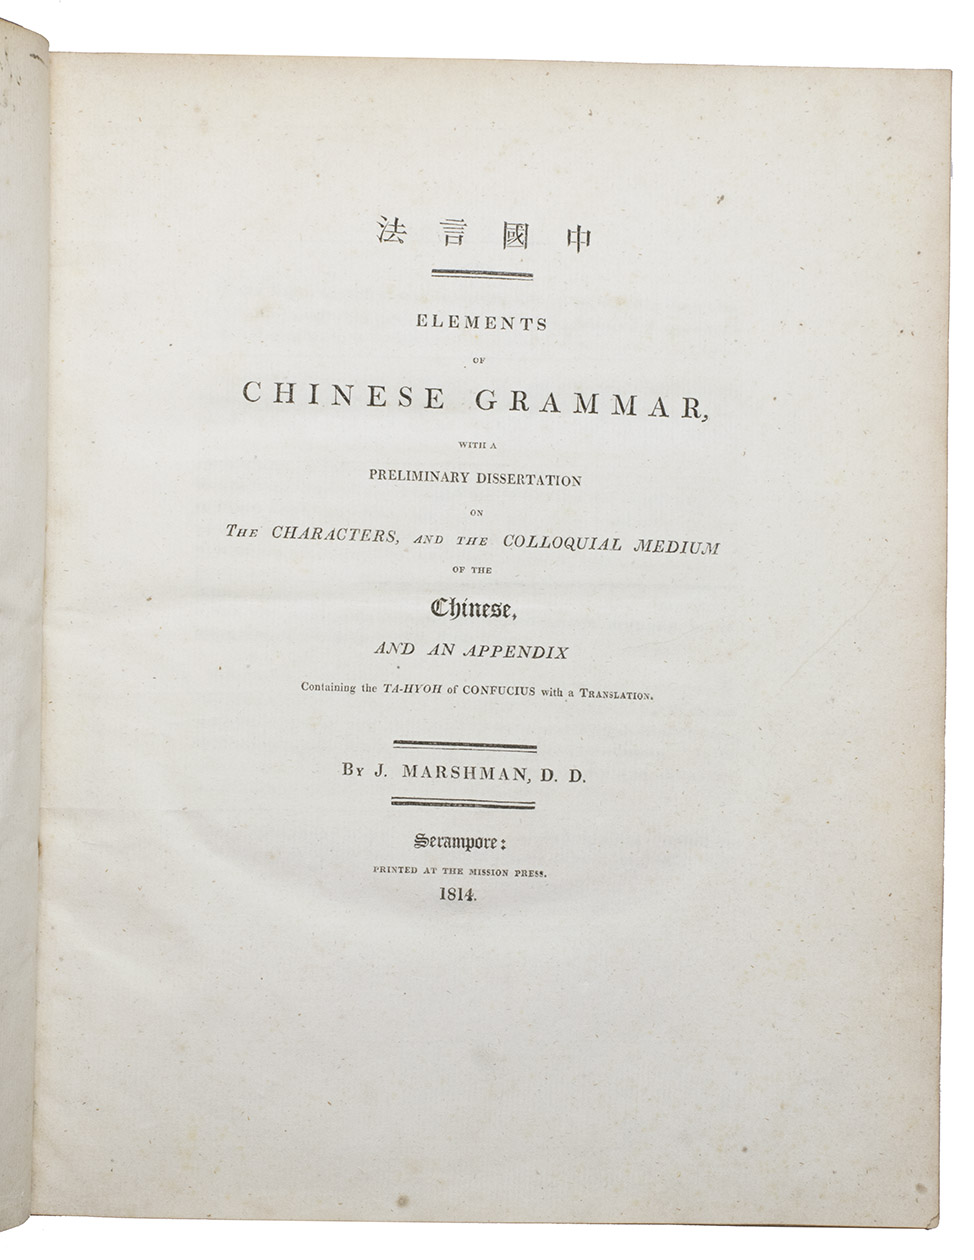 法言國中
ELEMENTS
OF
CHINESE GRAMMAR,
WITH A
PRELIMINARY DISSERTATION
ON
THE CHARACTERS, AND THE COLLOQUIAL MEDIUM
OF THE
Chinese,
AND AN APPENDIX
Containing the TA-HYOH of CONFUCIUS with a TRANSLATION.
BY J. MARSHMAN, D. D.
Serampore:
PRINTED AT THE MISSION PRESS.
1814.